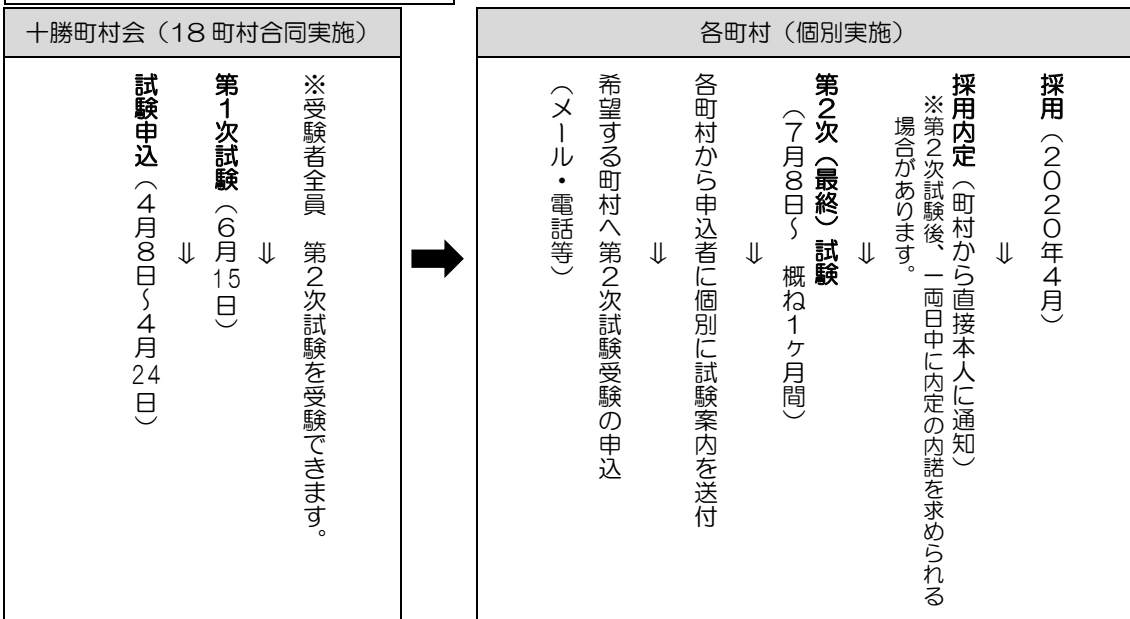 十勝町村会（18町村合同実施）
試験申込（４月８日～４月24日）
⇓
第１次試験（６月15日）
⇓
※受験者全員　第２次試験を受験できます。
➡
各町村（個別実施）
希望する町村へ第２次試験受験の申込
（メール・電話等）
⇓
各町村から申込者に個別に試験案内を送付
⇓
第２次（最終）試験
（７月８日～　概ね１ヶ月間）
⇓
採用内定（町村から直接本人に通知）
※第２次試験後、一両日中に内定の内諾を求められる
場合があります。
⇓
採用（２０２０年４月）